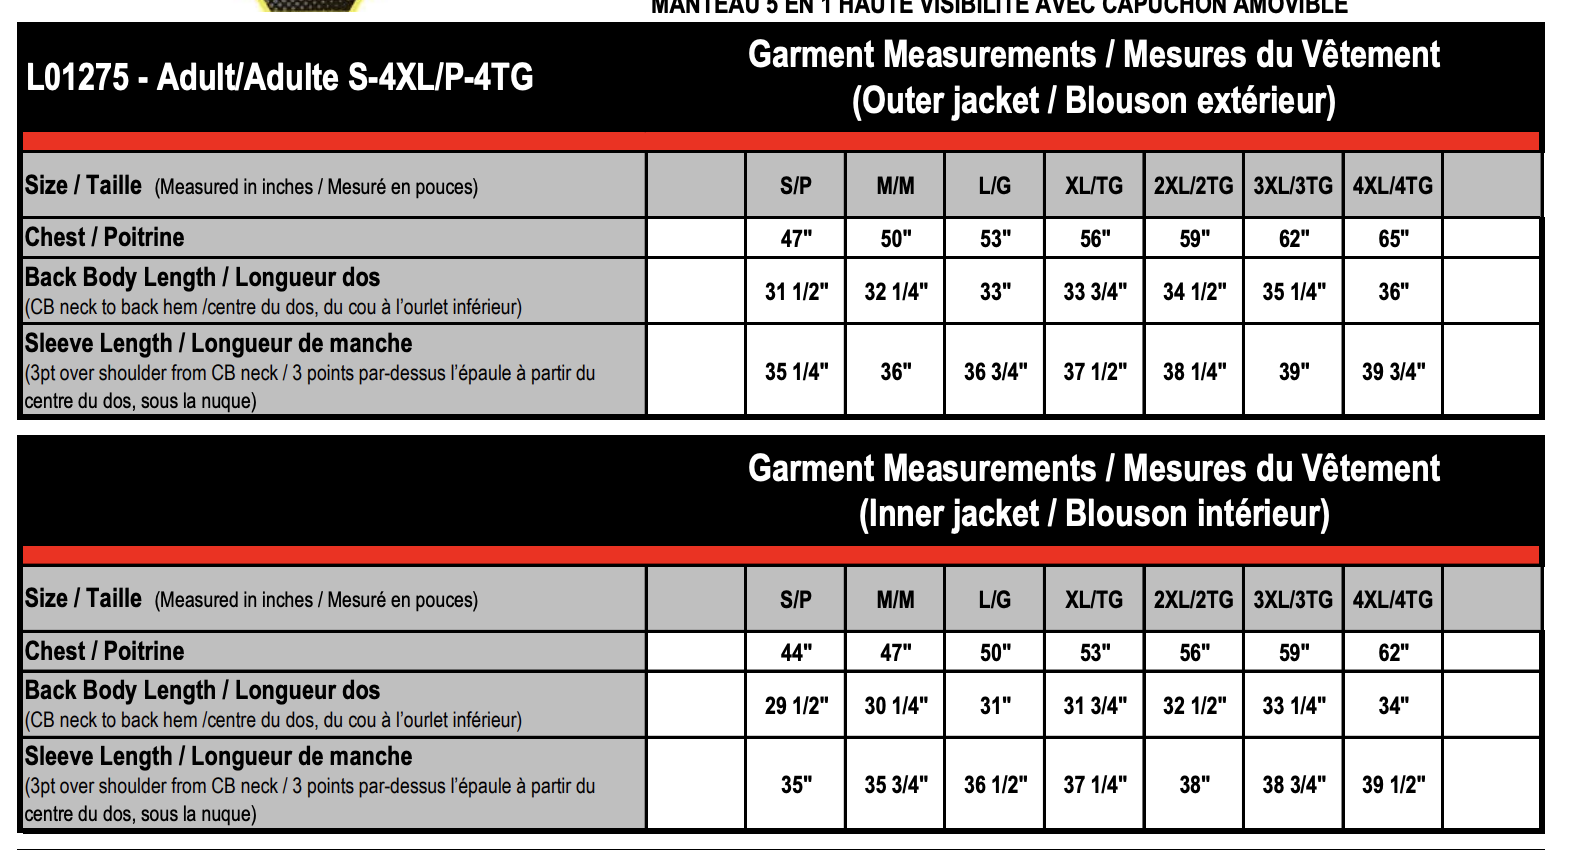 MANTEAU 5 EN 1 HAUTE VISIBILITÉ AVEC CAPUCHON AMOVIBLE
L01275 - Adult/Adulte S-4XL/P-4TG
Garment Measurements / Mesures du Vêtement
(Outer jacket / Blouson extérieur)
Size / Taille (Measured in inches / Mesuré en pouces) S/P M/M L/G XL/TG 2XL/2TG 3XL/3TG 4XL/4TG
Chest / Poitrine 47" 50" 53" 56" 59" 62" 65"
Back Body Length / Longueur dos
(CB neck to back hem /centre du dos, du cou à l’ourlet inférieur)
31 1/2" 32 1/4" 33" 33 3/4" 34 1/2" 35 1/4" 36"
Sleeve Length / Longueur de manche
(3pt over shoulder from CB neck / 3 points par-dessus l’épaule à partir du
centre du dos, sous la nuque)
35 1/4" 36" 36 3/4" 37 1/2" 38 1/4" 39" 39 3/4"
Garment Measurements / Mesures du Vêtement
(Inner jacket / Blouson intérieur)
Size / Taille (Measured in inches / Mesuré en pouces) S/P M/M L/G XL/TG 2XL/2TG 3XL/3TG 4XL/4TG
Chest / Poitrine 44" 47" 50" 53" 56" 59" 62"
Back Body Length / Longueur dos
(CB neck to back hem /centre du dos, du cou à l’ourlet inférieur)
29 1/2" 30 1/4" 31" 31 3/4" 32 1/2" 33 1/4" 34"
Sleeve Length / Longueur de manche
(3pt over shoulder from CB neck / 3 points par-dessus l’épaule à partir du
centre du dos, sous la nuque)
35" 35 3/4" 36 1/2" 37 1/4" 38" 38 3/4" 39 1/2"